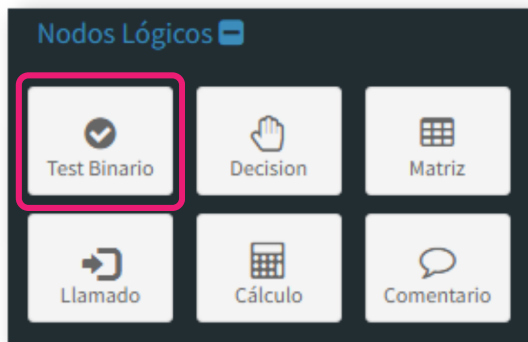 Nodos Lógicos
Test Binario
Decision
Matriz
Llamado
Cálculo
Comentario